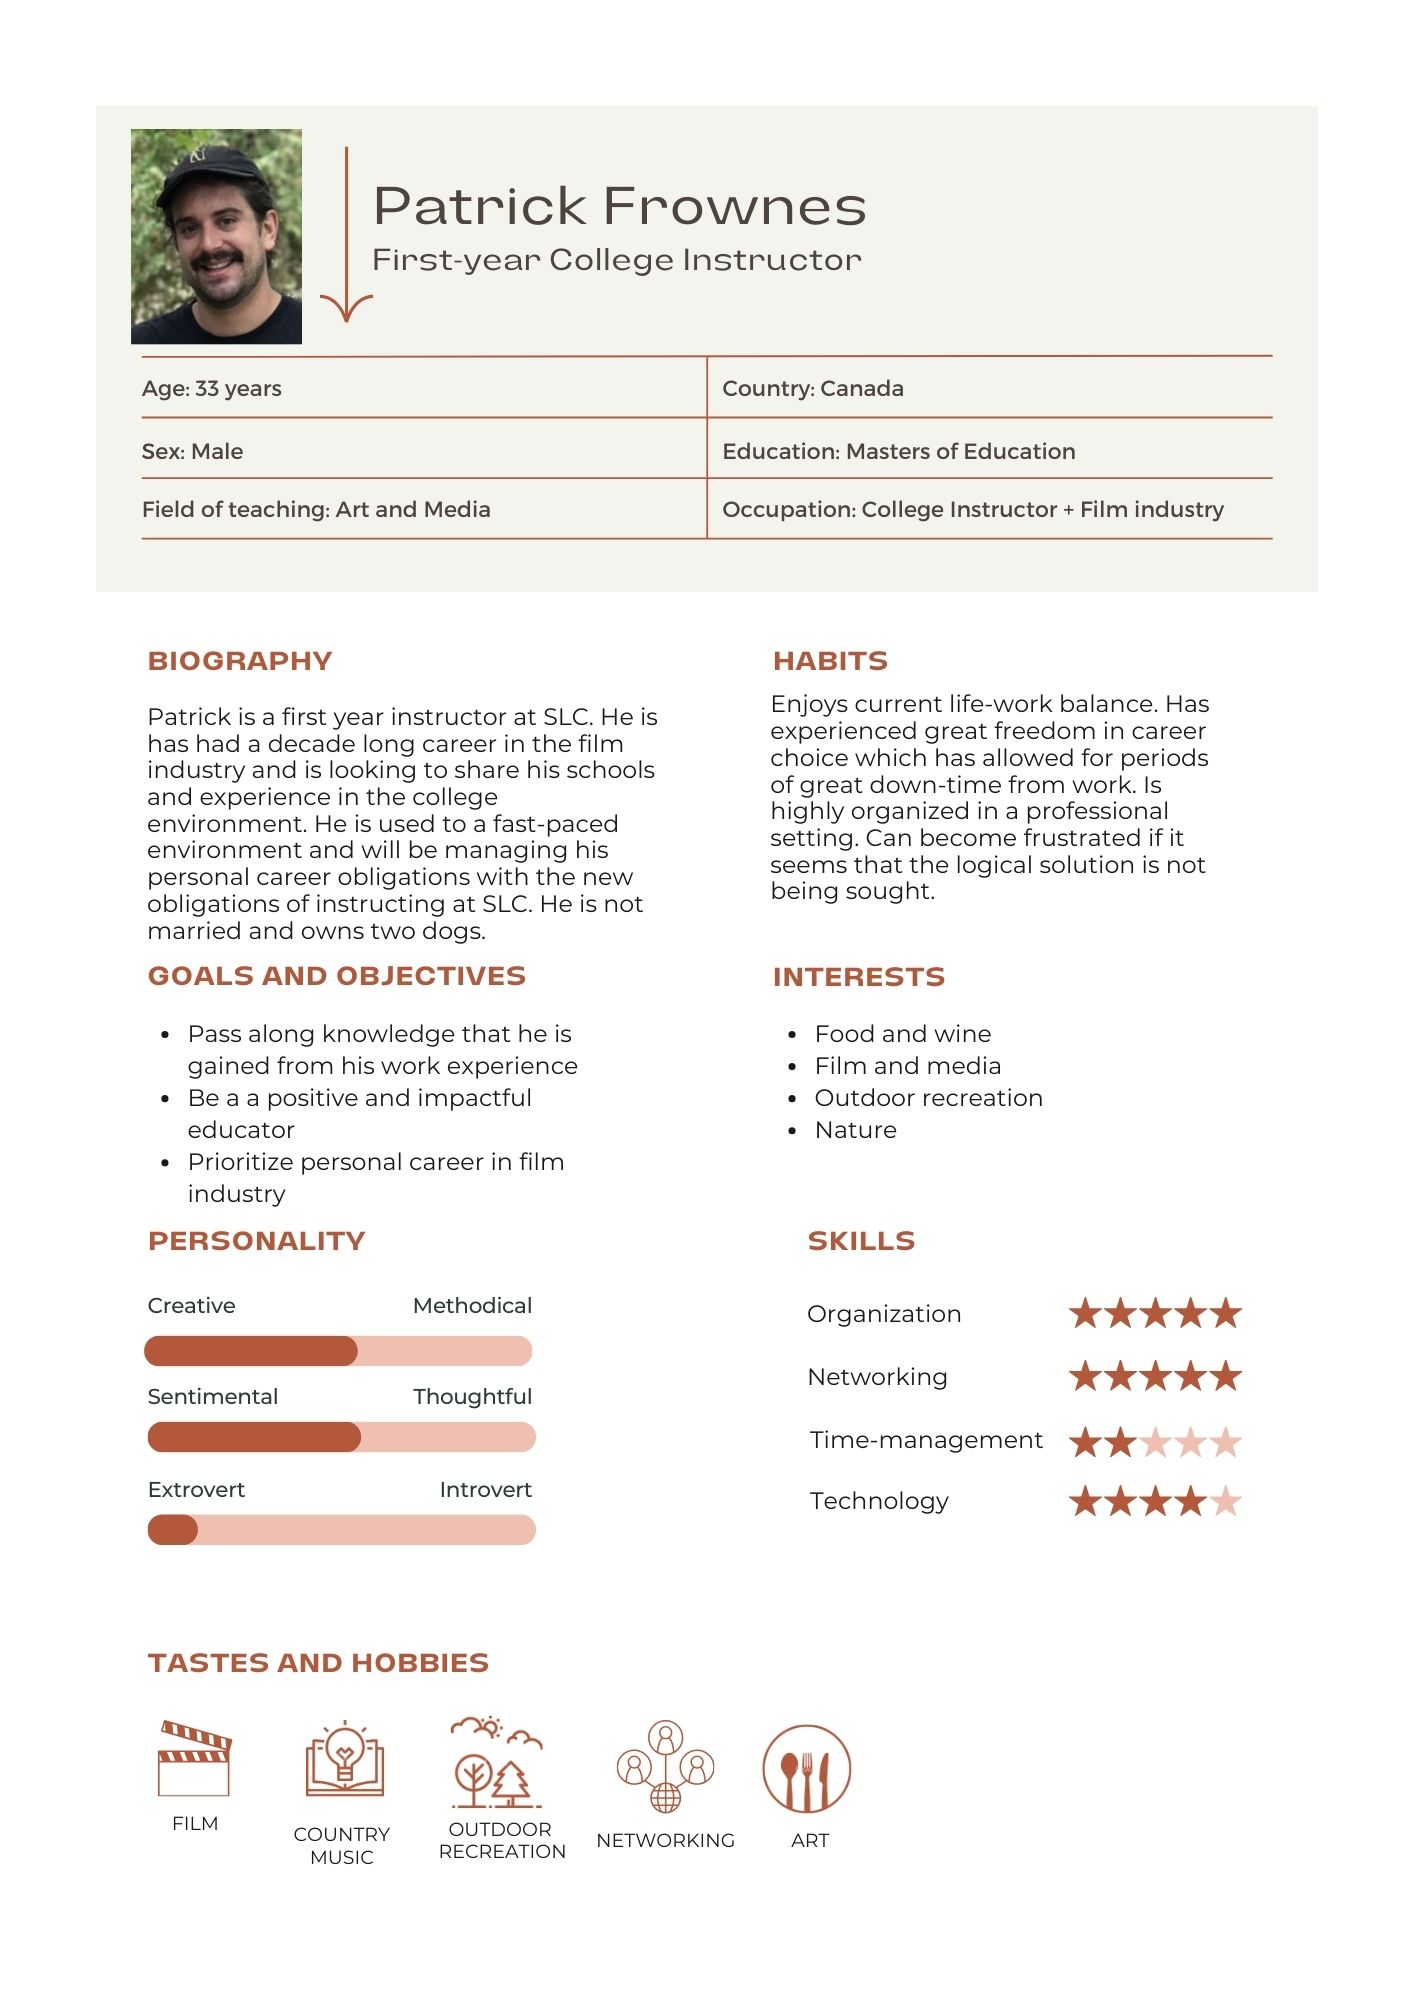 Patrick Frownes
First-year College Instructor
Age: 33 years
Country: Canada
Sex: Male
Education: Masters of Education
Field of teaching: Art and Media
Occupation: College Instructor + Film industry
BIOGRAPHY
Patrick is a first year instructor at SLC. He is
has had a decade long career in the film
industry and is looking to share his schools
and experience in the college
environment. He is used to a fast-paced
environment and will be managing his
personal career obligations with the new
obligations of instructing at SLC. He is not
married and owns two dogs.
HABITS
Enjoys current life-work balance. Has
experienced great freedom in career
choice which has allowed for periods
of great down-time from work. Is
highly organized in a professional
setting. Can become frustrated if it
seems that the logical solution is not
being sought.
GOALS AND OBJECTIVES
• Pass along knowledge that he is
gained from his work experience
• Be a a positive and impactful
educator
• Prioritize personal career in film
industry
INTERESTS
• Food and wine
• Film and media
• Outdoor recreation
• Nature
PERSONALITY
Creative Methodical
Sentimental Thoughtful
Extrovert Introvert
SKILLS
Organization
Networking
Time-management
Technology
TASTES AND HOBBIES
FILM
COUNTRY
MUSIC
OUTDOOR
RECREATION
NETWORKING
ART